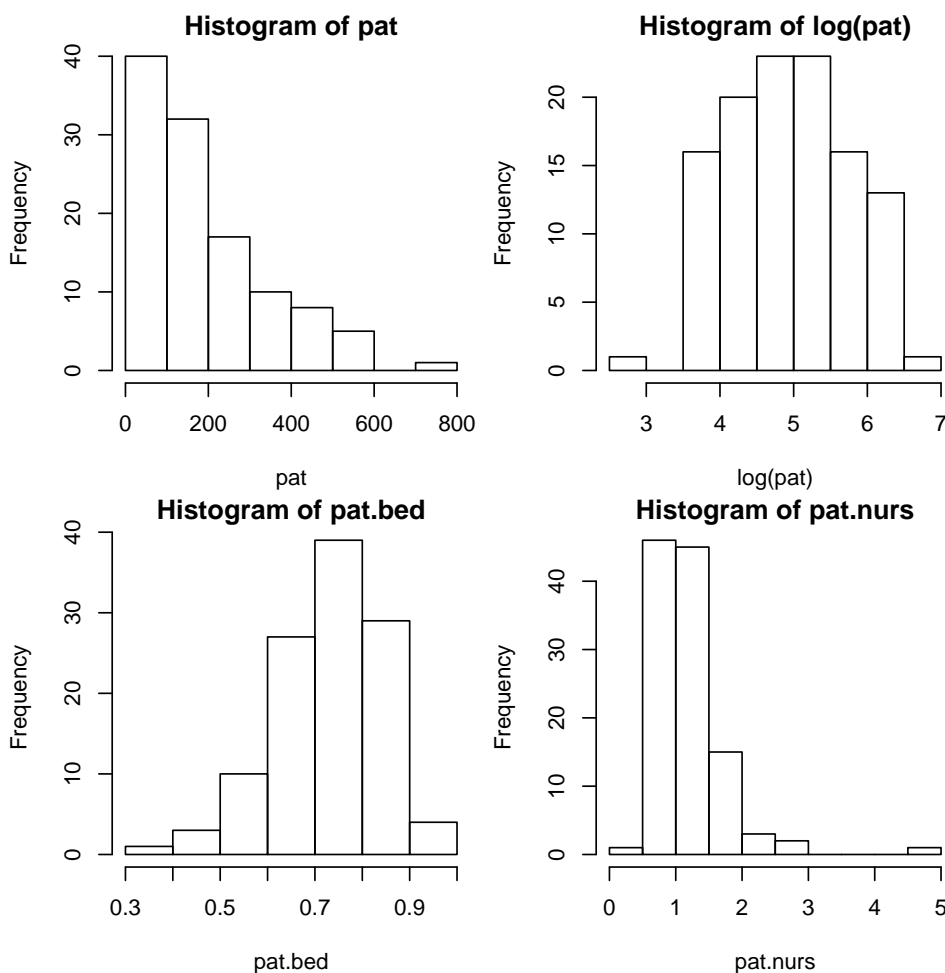 Histogram of pat
Frequency
0 10 20 30 40
0 200 400 600 800
pat
Histogram of log(pat)
Frequency
0 5 10 15 20
3 4 5 6 7
log(pat)
Histogram of pat.bed
Frequency
0 10 20 30 40
0.3 0.5 0.7 0.9
pat.bed
Histogram of pat.nurs
Frequency
0 10 20 30 40
0 1 2 3 4 5
pat.nurs